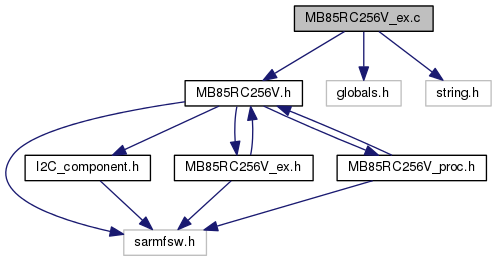 MB85RC256V_ex.c
MB85RC256V.h
globals.h
string.h
I2C_component.h
MB85RC256V_ex.h
MB85RC256V_proc.h
sarmfsw.h